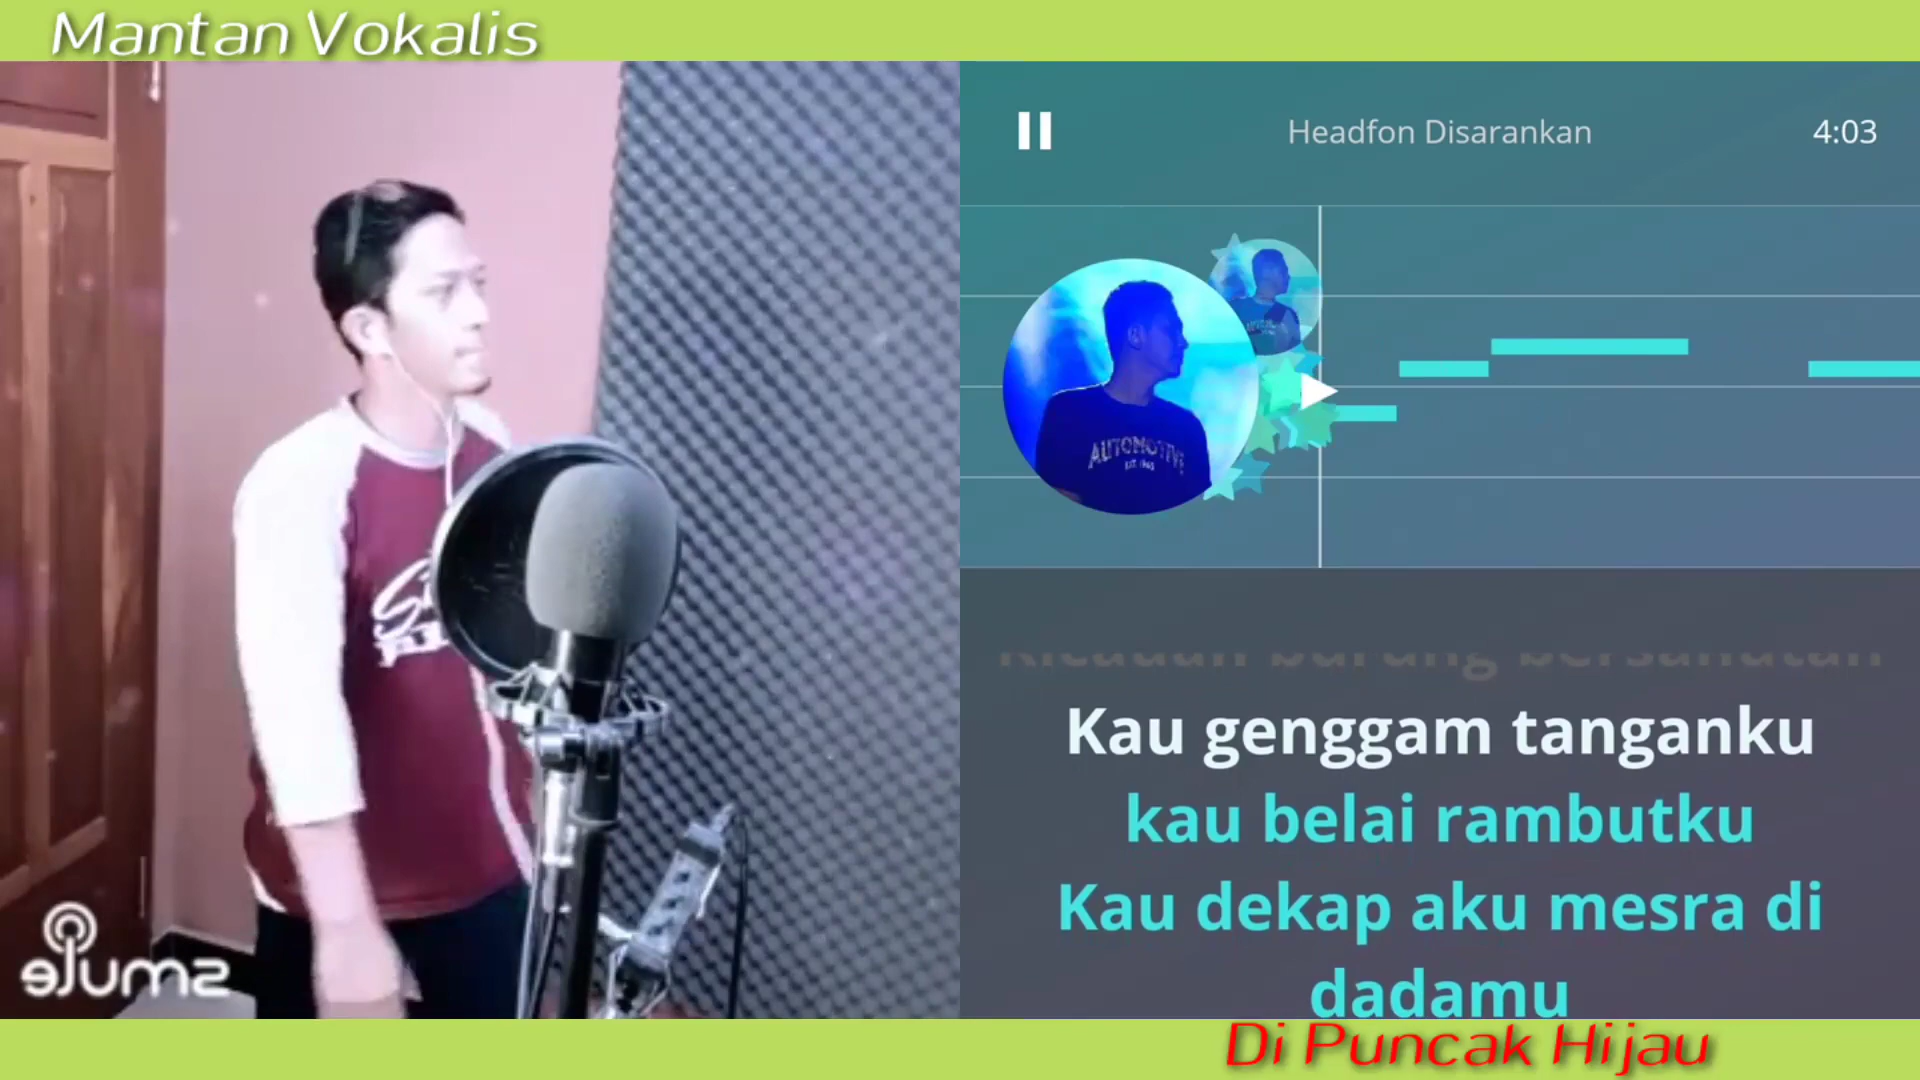 Mantan Vokalis
Headfon Disarankan
4:03
AUTOMOTIVE
Kau genggam tanganku
kau belai rambutku
Kau dekap aku mesra di
dadamu
smule
Di Puncak Hijau